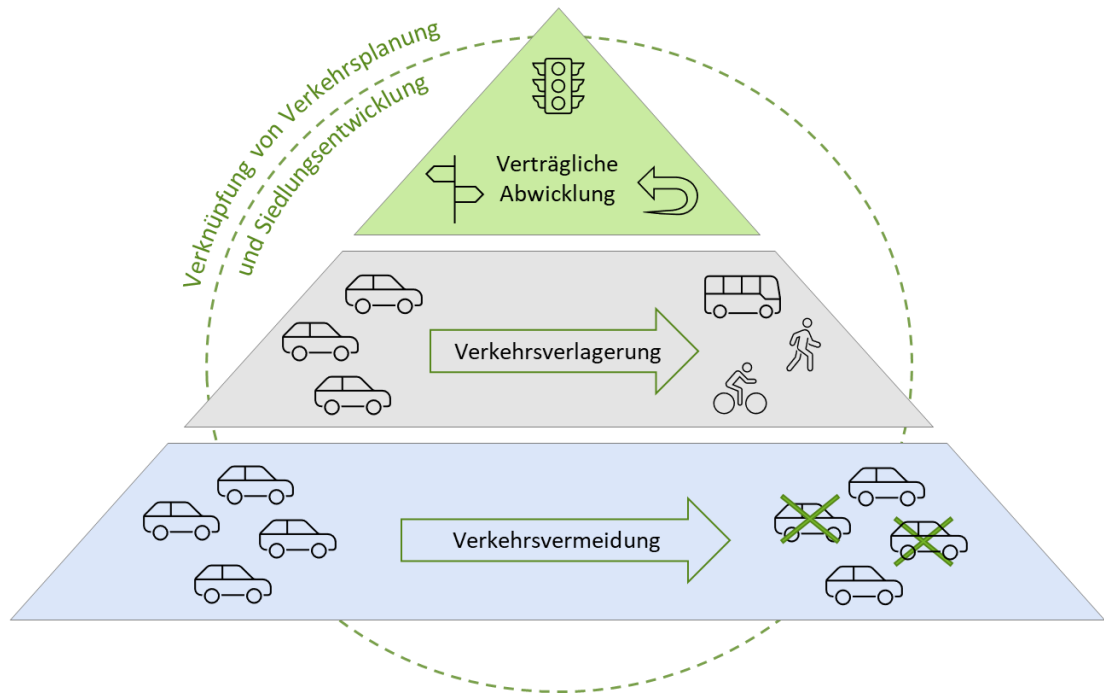 Verknüpfung von Verkehrsplanung
und Siedlungsentwicklung
Verträgliche
Abwicklung
Verkehrsverlagerung
Verkehrsvermeidung